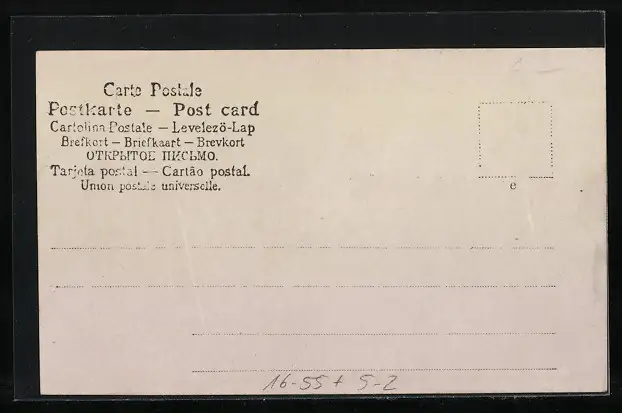 Carte Postale
Postkarte — Post card
Cartolina Postale — Levelező-Lap
Brefkort — Briefkaart — Brevkort
ОТКРЫТОЕ ПИСЬМО.
Tarjeta postal — Cartão postal.
Union postale universelle.
e
16-55+ 5-2